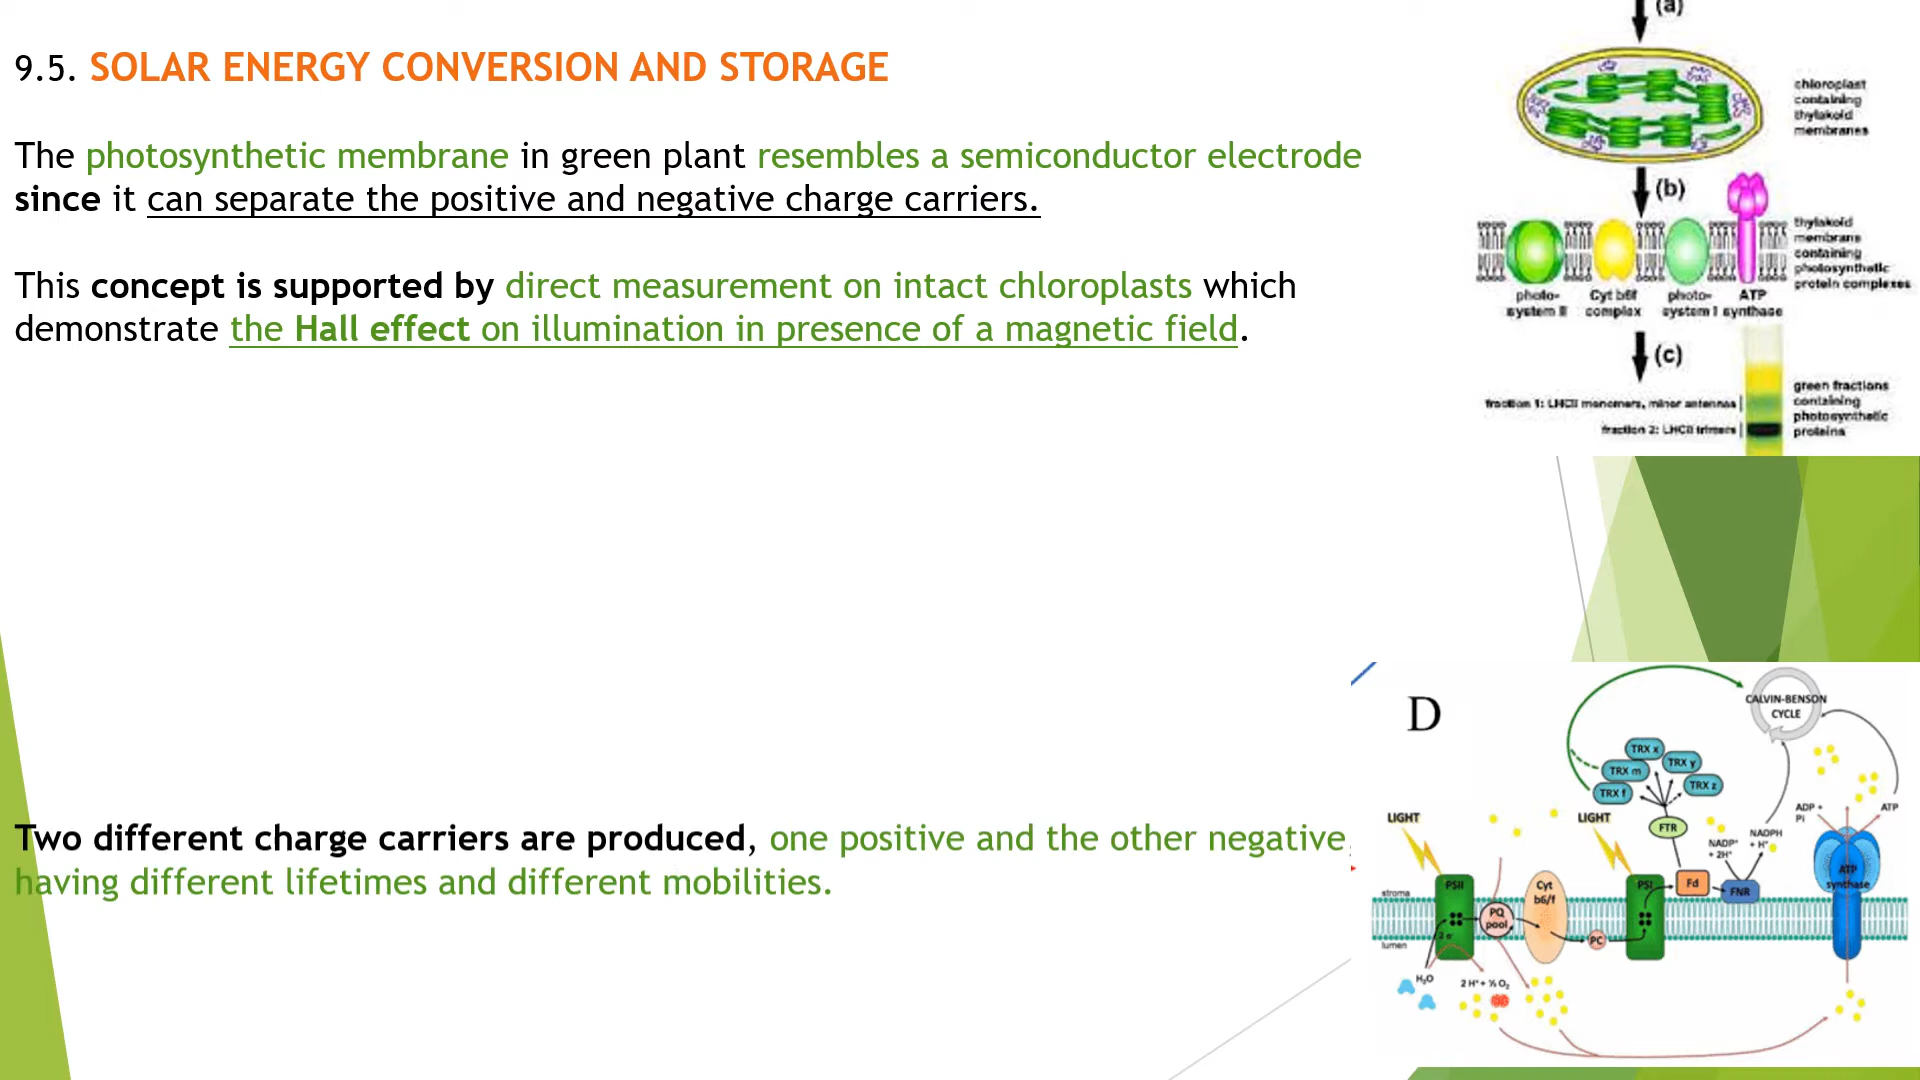 9.5. SOLAR ENERGY CONVERSION AND STORAGE
The photosynthetic membrane in green plant resembles a semiconductor electrode
since it can separate the positive and negative charge carriers.
This concept is supported by direct measurement on intact chloroplasts which
demonstrate the Hall effect on illumination in presence of a magnetic field.
Two different charge carriers are produced, one positive and the other negative,
having different lifetimes and different mobilities.
(a)
chloroplast
containing
thylakoid
membranes
(b)
thylakoid
membrane
containing
photosynthetic
protein complexes
photo-
system II
Cyt b6f
complex
photo-
system I
ATP
synthase
(c)
fraction 1: LHCII monomers, minor antennas
fraction 2: LHCII trimers
green fractions
containing
photosynthetic
proteins
D
CALVIN-BENSON
CYCLE
TRX x
TRX y
TRX m
TRX z
TRX f
FTR
LIGHT
LIGHT
ADP +
Pi
ATP
NADPH
+ H⁺
NADP⁺
+ 2H⁺
Fd
FNR
ATP
synthase
stroma
lumen
PSII
2 e⁻
PQ
pool
Cyt
b6/f
PC
PSI
H₂O
2 H⁺ + ½ O₂